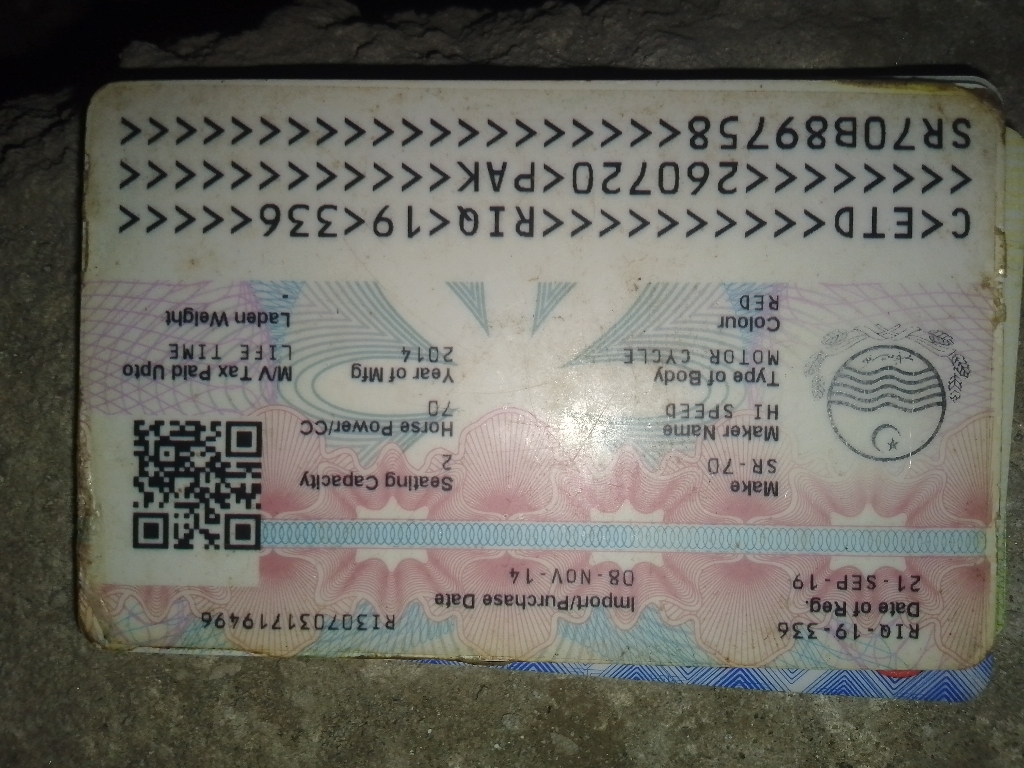 RIQ-19-336
RI307031719496
Date of Reg.
21-SEP-19
Import/Purchase Date
08-NOV-14
Make
SR-70
Seating Capacity
2
Maker Name
HI SPEED
Horse Power/CC
70
Type of Body
MOTOR CYCLE
Year of Mfg
2014
M/V Tax Paid Upto
LIFE TIME
Colour
RED
Laden Weight
C<ETD<<<<<<<<<<<RIQ<19<336<<<<<<
<<<<<<<<260720<PAK<<<<<<<<<<<<<
SR70B89758<<<<<<<<<<<<<<<<<<<<